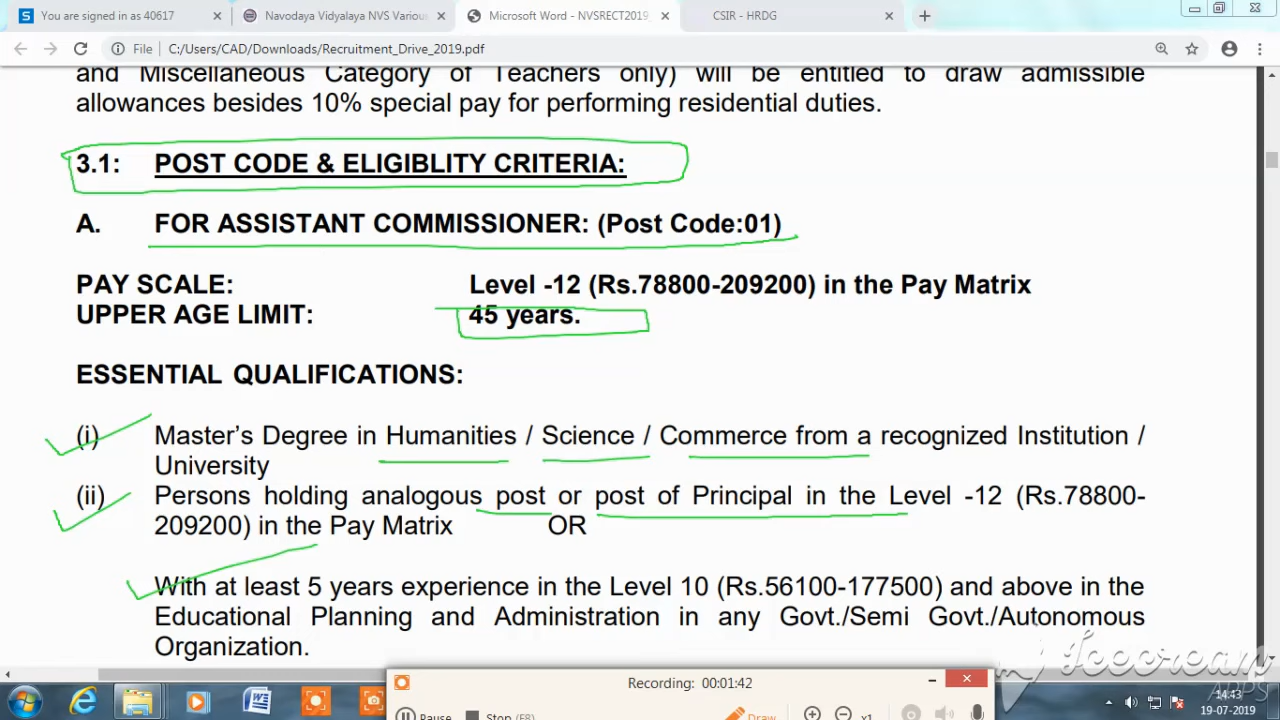 You are signed in as 40617
Navodaya Vidyalaya NVS Variou
Microsoft Word - NVSRECT2019_
CSIR - HRDG
File
C:/Users/CAD/Downloads/Recruitment_Drive_2019.pdf
and Miscellaneous Category of Teachers only) will be entitled to draw admissible
allowances besides 10% special pay for performing residential duties.
3.1: POST CODE & ELIGIBLITY CRITERIA:
A. FOR ASSISTANT COMMISSIONER: (Post Code:01)
PAY SCALE: Level -12 (Rs.78800-209200) in the Pay Matrix
UPPER AGE LIMIT: 45 years.
ESSENTIAL QUALIFICATIONS:
(i) Master's Degree in Humanities / Science / Commerce from a recognized Institution /
University
(ii) Persons holding analogous post or post of Principal in the Level -12 (Rs.78800-
209200) in the Pay Matrix OR
With at least 5 years experience in the Level 10 (Rs.56100-177500) and above in the
Educational Planning and Administration in any Govt./Semi Govt./Autonomous
Organization.
Icecream
APPS
Recording: 00:01:42
Pause
Stop (F8)
Draw
x1
14:43
19-07-2019